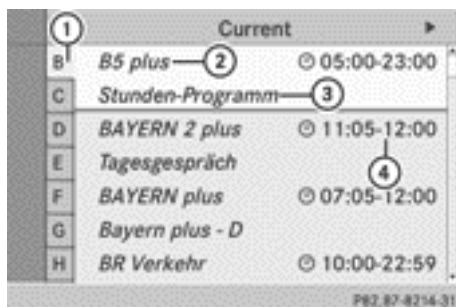 1 Current
B B5 plus 2 05:00-23:00
C Stunden-Programm 3
D BAYERN 2 plus 11:05-12:00
E Tagesgespräch 4
F BAYERN plus 07:05-12:00
G Bayern plus - D
H BR Verkehr 10:00-22:59
P82.87-8214-31